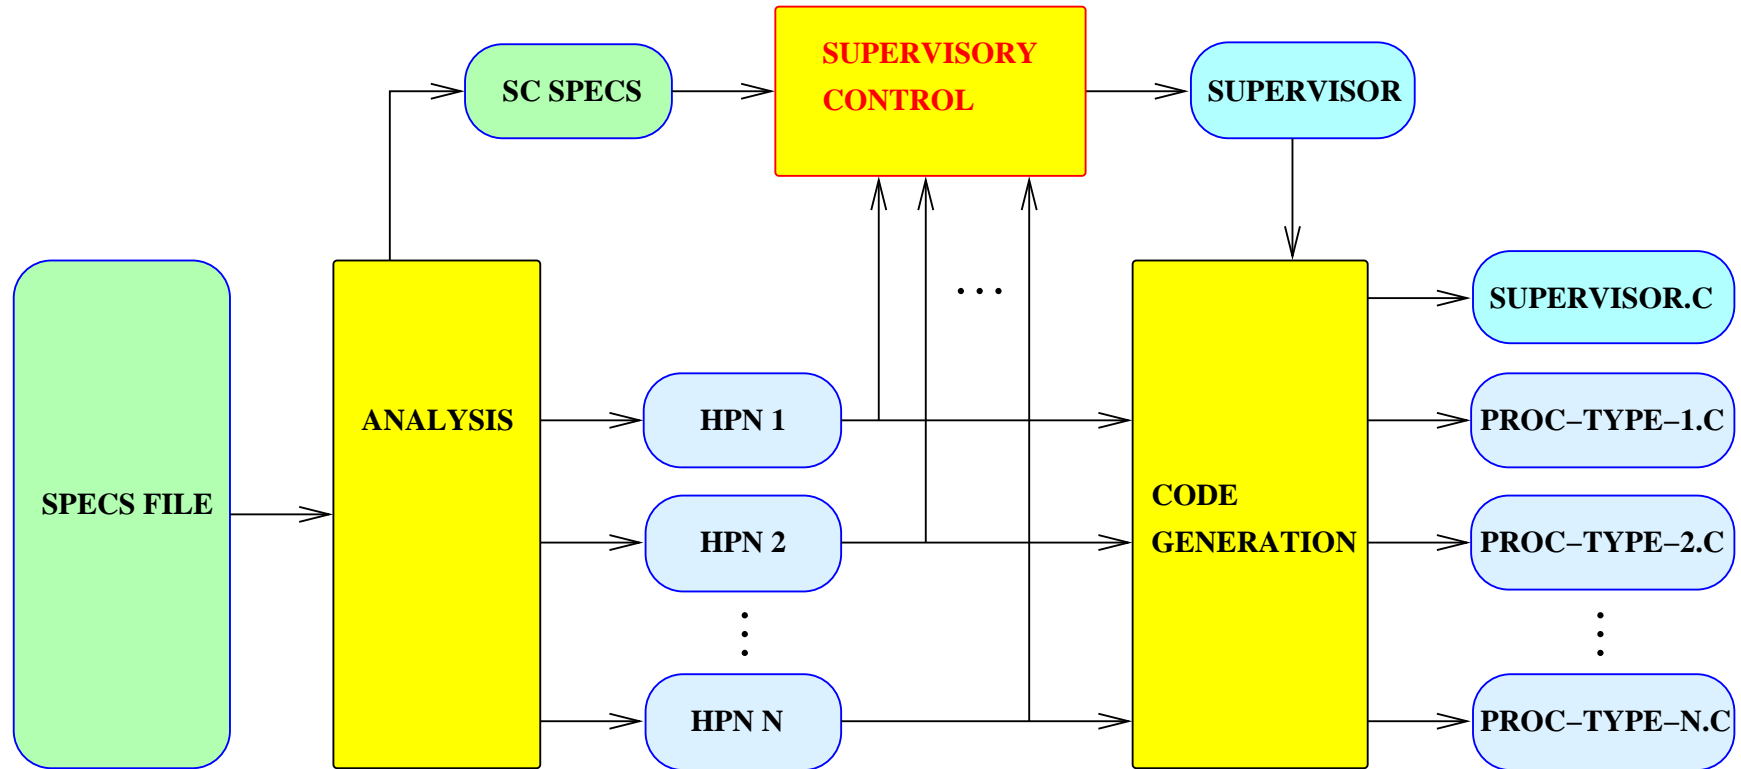 SUPERVISORY
CONTROL
SC SPECS
SUPERVISOR
SUPERVISOR.C
SPECS FILE
ANALYSIS
HPN 1
HPN 2
HPN N
...
CODE
GENERATION
PROC–TYPE–1.C
PROC–TYPE–2.C
PROC–TYPE–N.C